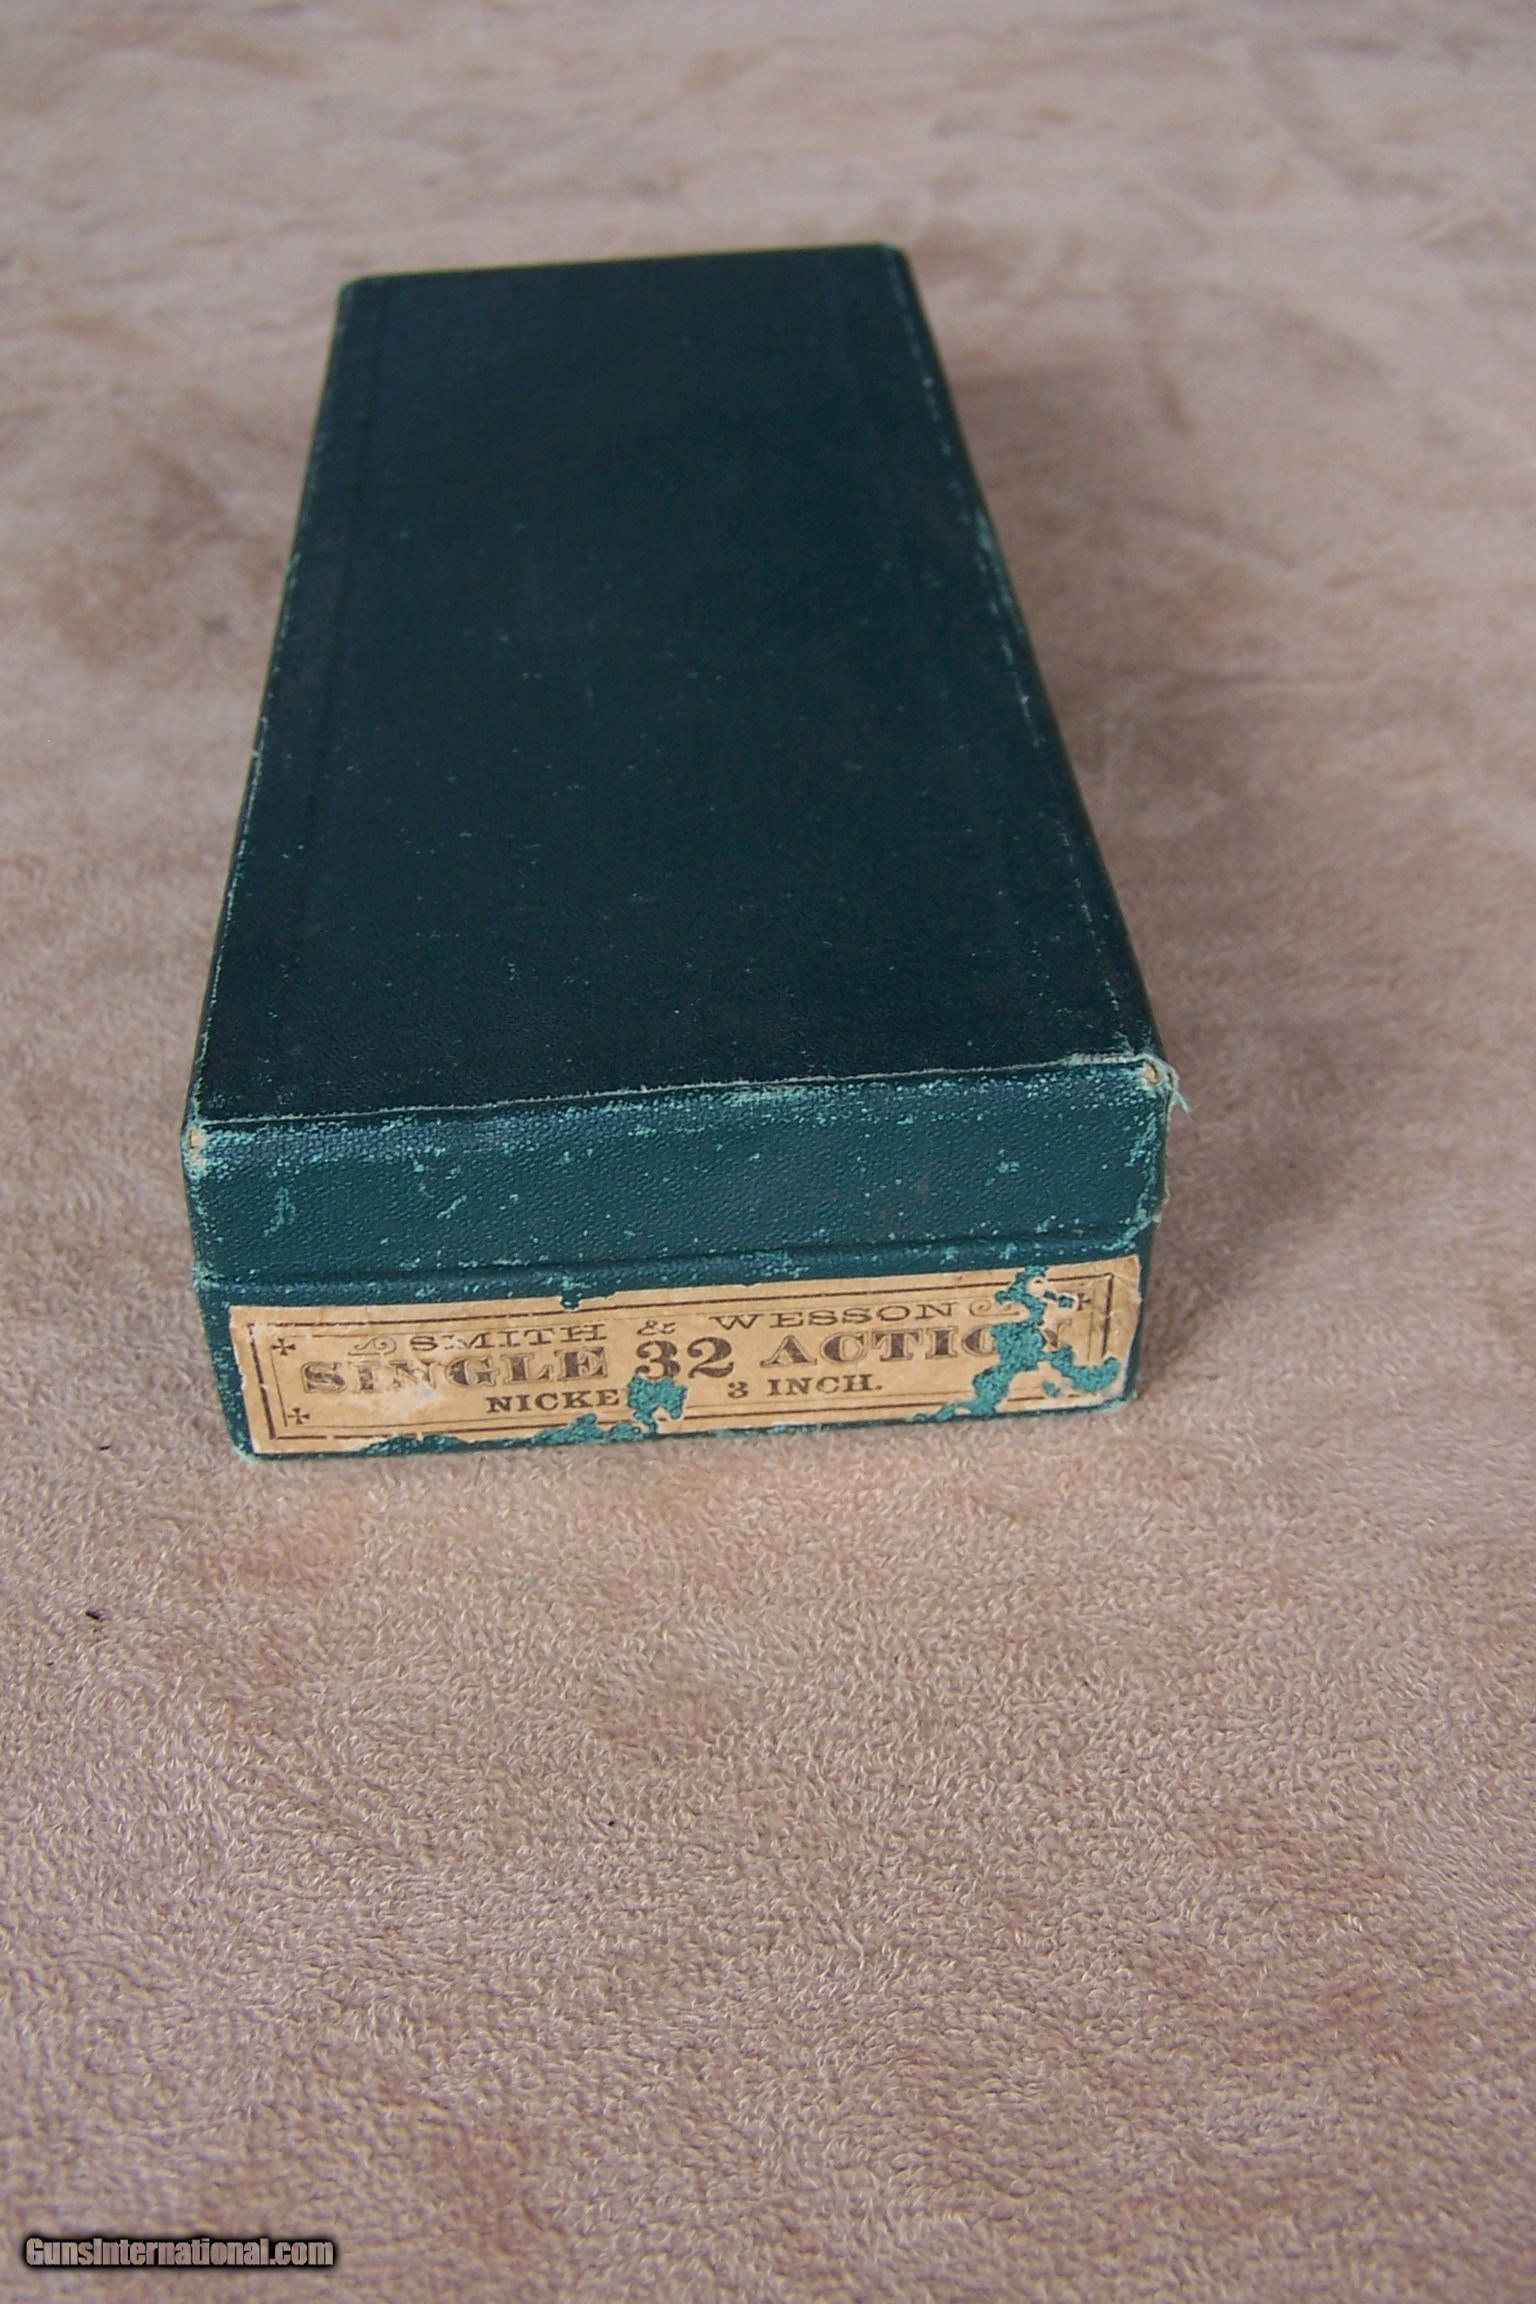 SMITH & WESSON
SINGLE 32 ACTIO
NICKE 3 INCH.
GunsInternational.com